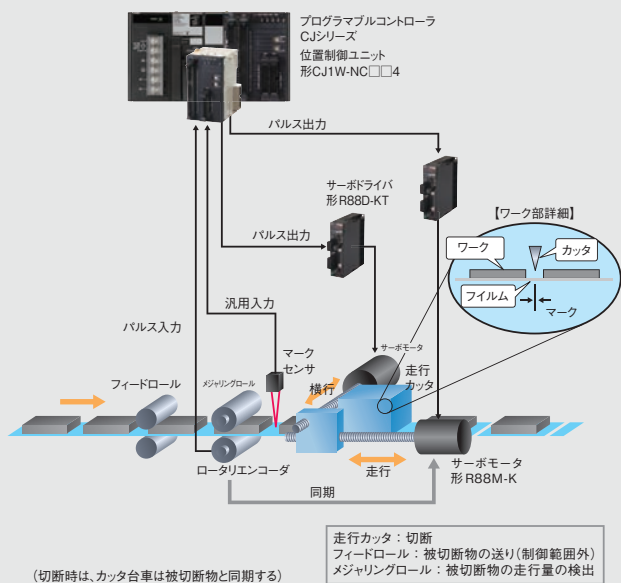 プログラマブルコントローラ
CJシリーズ
位置制御ユニット
形CJ1W-NC□□4
パルス出力
サーボドライバ
形R88D-KT
パルス出力
【ワーク部詳細】
ワーク
カッタ
フイルム
マーク
汎用入力
パルス入力
マーク
センサ
サーボモータ
走行
カッタ
横行
フィードロール
メジャリングロール
ロータリエンコーダ
走行
サーボモータ
形R88M-K
同期
走行カッタ：切断
フィードロール：被切断物の送り(制御範囲外)
メジャリングロール：被切断物の走行量の検出
(切断時は、カッタ台車は被切断物と同期する)